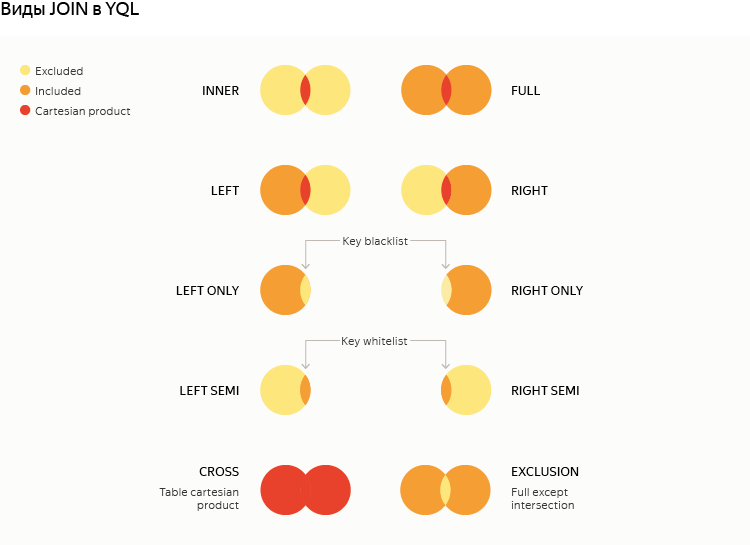 Виды JOIN в YQL
Excluded
Included
Cartesian product
INNER
FULL
LEFT
RIGHT
Key blacklist
LEFT ONLY
RIGHT ONLY
Key whitelist
LEFT SEMI
RIGHT SEMI
CROSS
Table cartesian
product
EXCLUSION
Full except
intersection